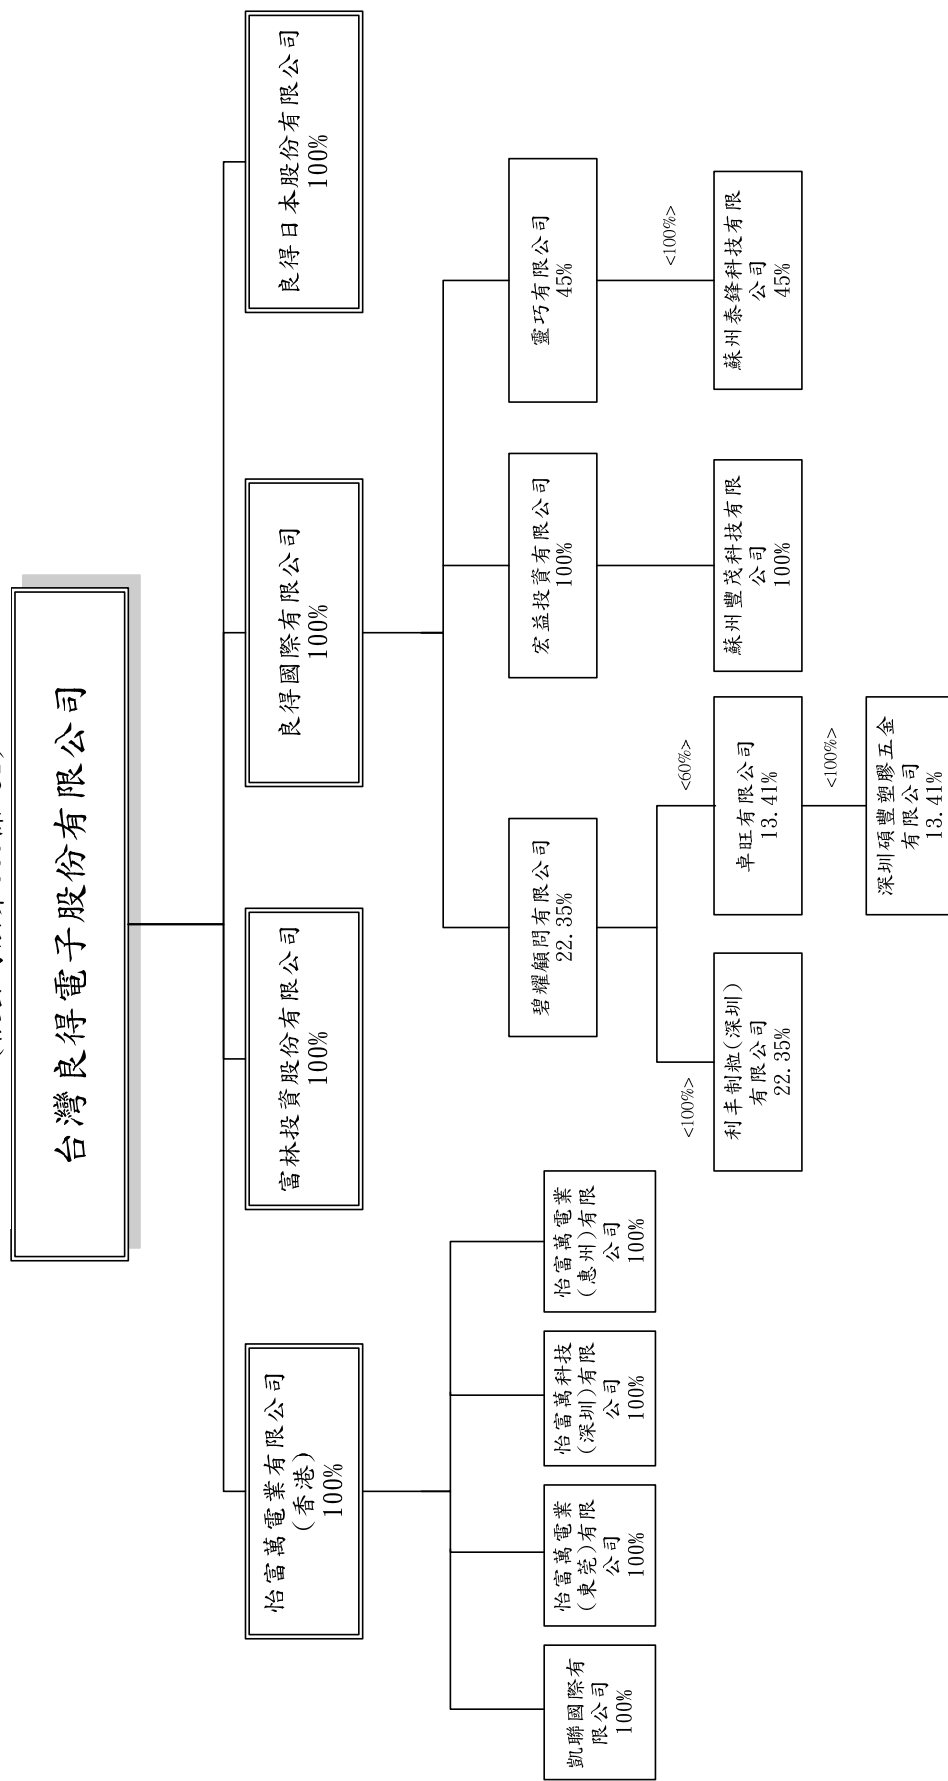 台灣良得電子股份有限公司
怡富萬電業有限公司
(香港)
100%
富林投資股份有限公司
100%
良得國際有限公司
100%
良得日本股份有限公司
100%
凱聯國際有
限公司
100%
怡富萬電業
(東莞)有限
公司
100%
怡富萬科技
(深圳)有限
公司
100%
怡富萬電業
(惠州)有限
公司
100%
碧耀顧問有限公司
22.35%
宏益投資有限公司
100%
靈巧有限公司
45%
<100%>
<60%>
<100%>
利丰制粒(深圳)
有限公司
22.35%
卓旺有限公司
13.41%
蘇州豐茂科技有限
公司
100%
蘇州泰鋒科技有限
公司
45%
<100%>
深圳碩豐塑膠五金
有限公司
13.41%